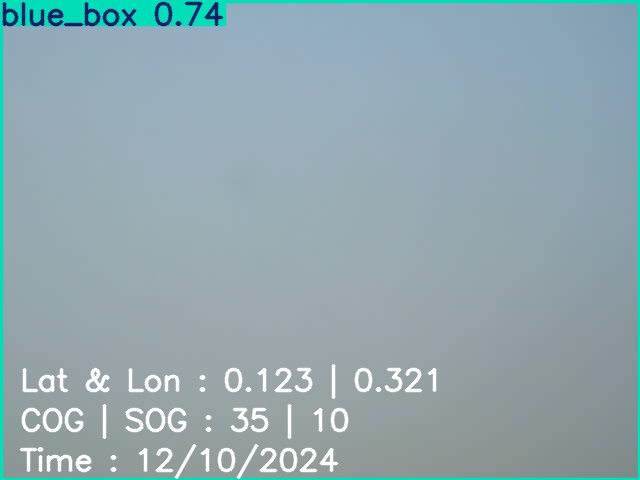 blue_box 0.74
Lat & Lon : 0.123 | 0.321
COG | SOG : 35 | 10
Time : 12/10/2024